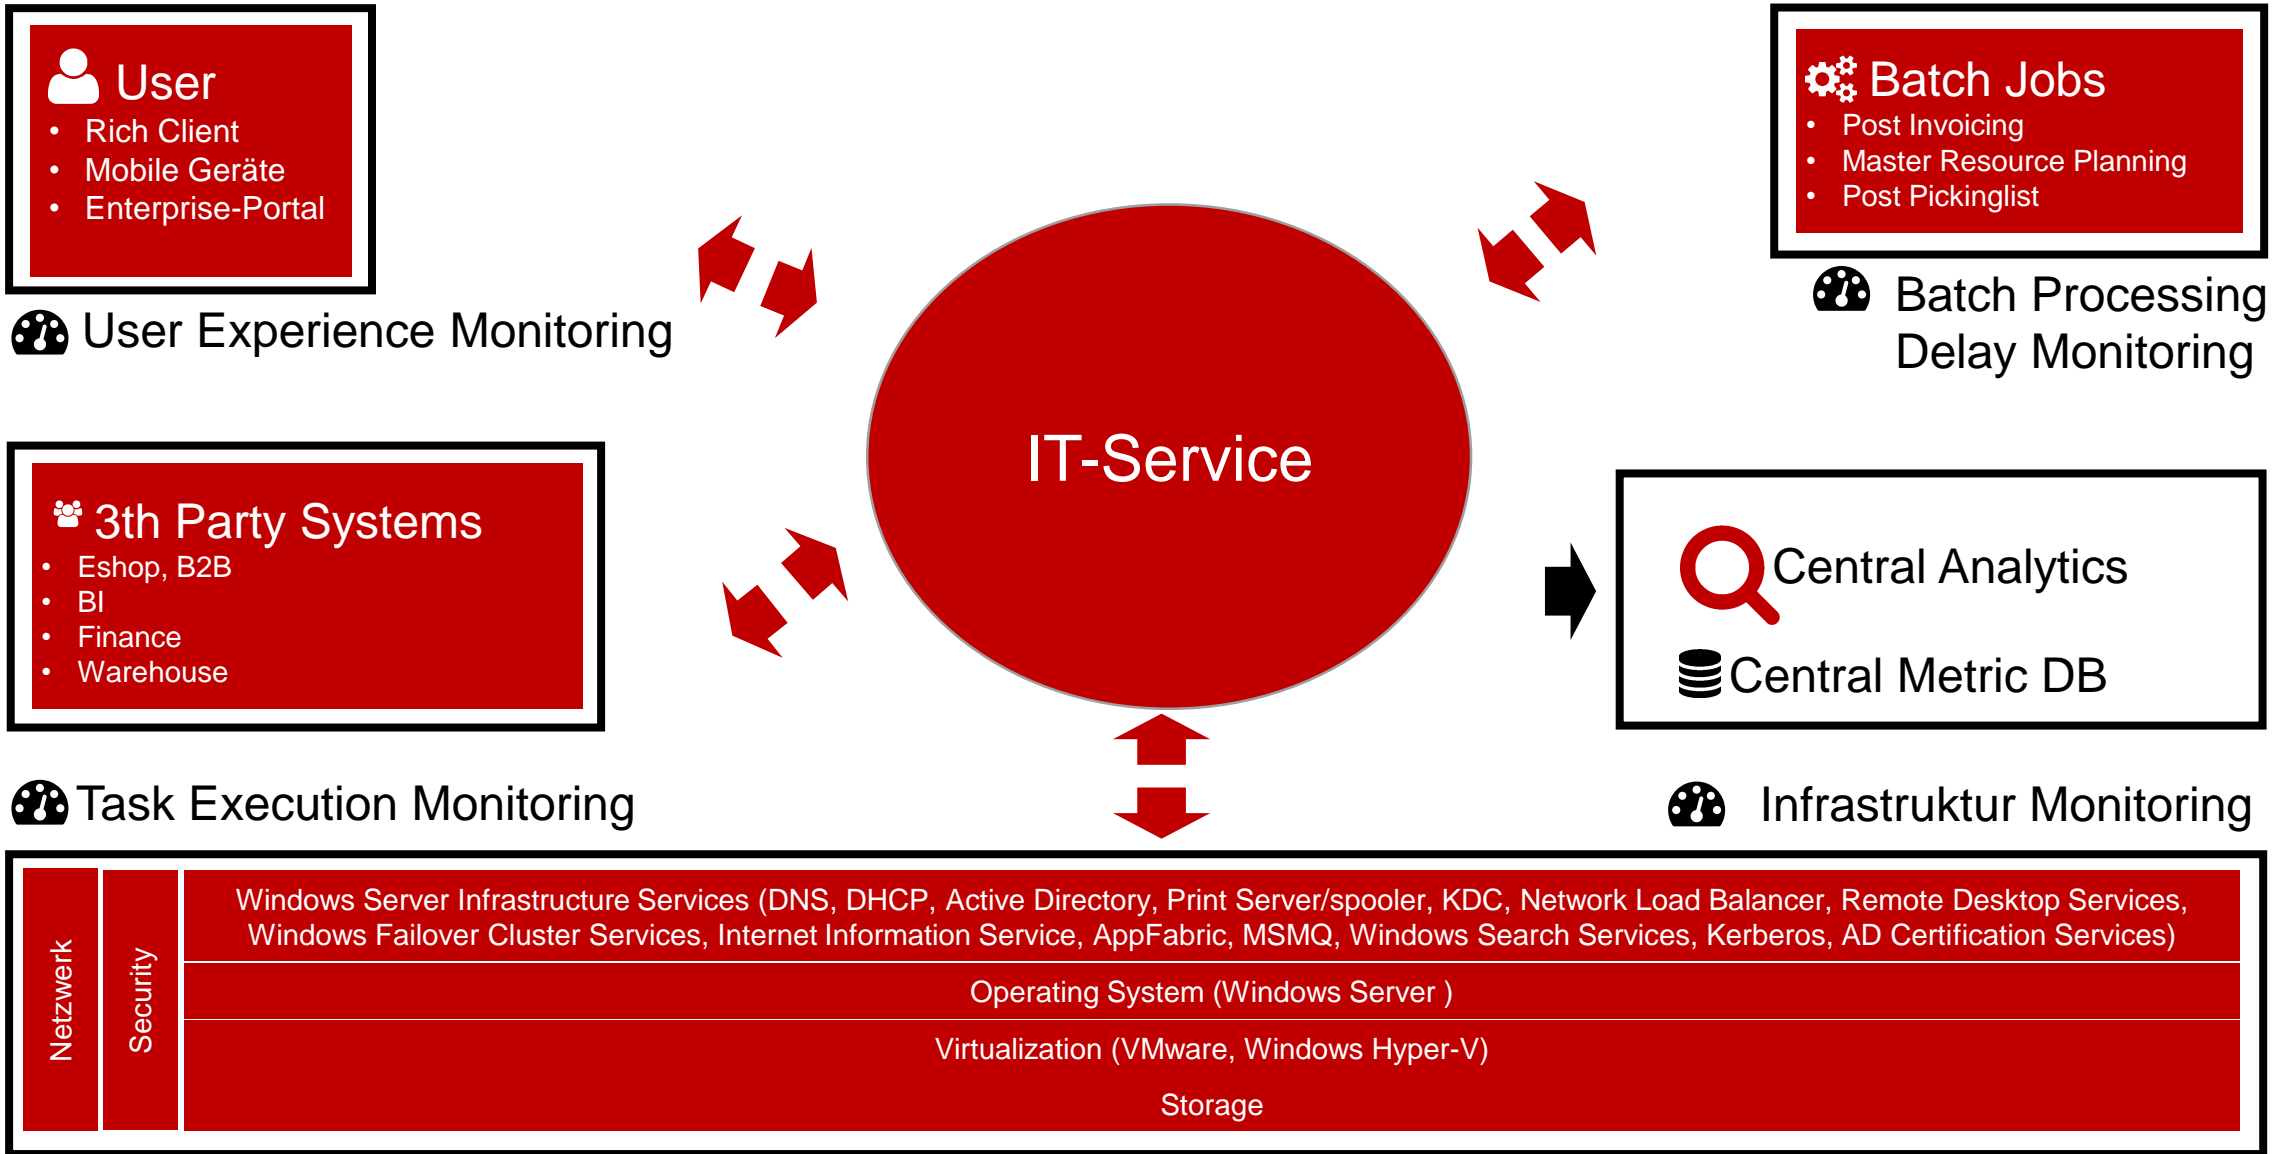 User
• Rich Client
• Mobile Geräte
• Enterprise-Portal
User Experience Monitoring
Batch Jobs
• Post Invoicing
• Master Resource Planning
• Post Pickinglist
Batch Processing
Delay Monitoring
IT-Service
3th Party Systems
• Eshop, B2B
• BI
• Finance
• Warehouse
Task Execution Monitoring
Central Analytics
Central Metric DB
Infrastruktur Monitoring
Netzwerk
Security
Windows Server Infrastructure Services (DNS, DHCP, Active Directory, Print Server/spooler, KDC, Network Load Balancer, Remote Desktop Services,
Windows Failover Cluster Services, Internet Information Service, AppFabric, MSMQ, Windows Search Services, Kerberos, AD Certification Services)
Operating System (Windows Server )
Virtualization (VMware, Windows Hyper-V)
Storage